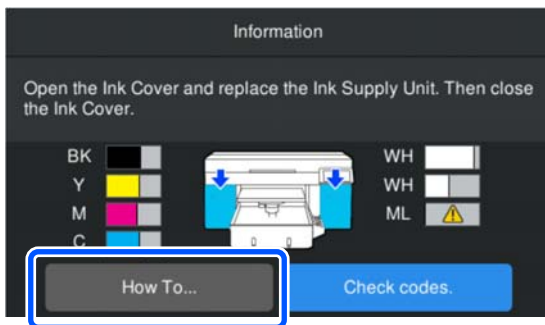 Information
Open the Ink Cover and replace the Ink Supply Unit. Then close
the Ink Cover.
BK
WH
Y
WH
M
ML
C
How To...
Check codes.